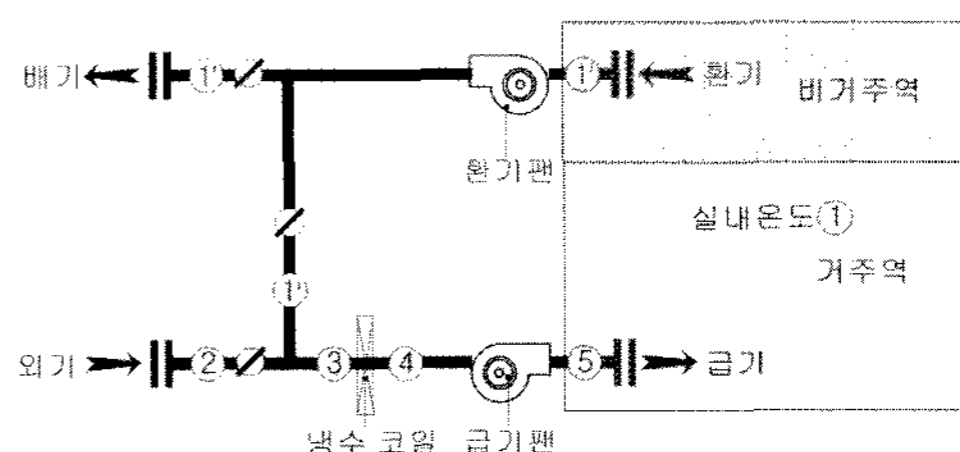 배기 1' 1' 환기 비거주역
환기팬
실내온도 1
거주역
1'
외기 2 3 4 5 급기
냉수 코일 급기팬